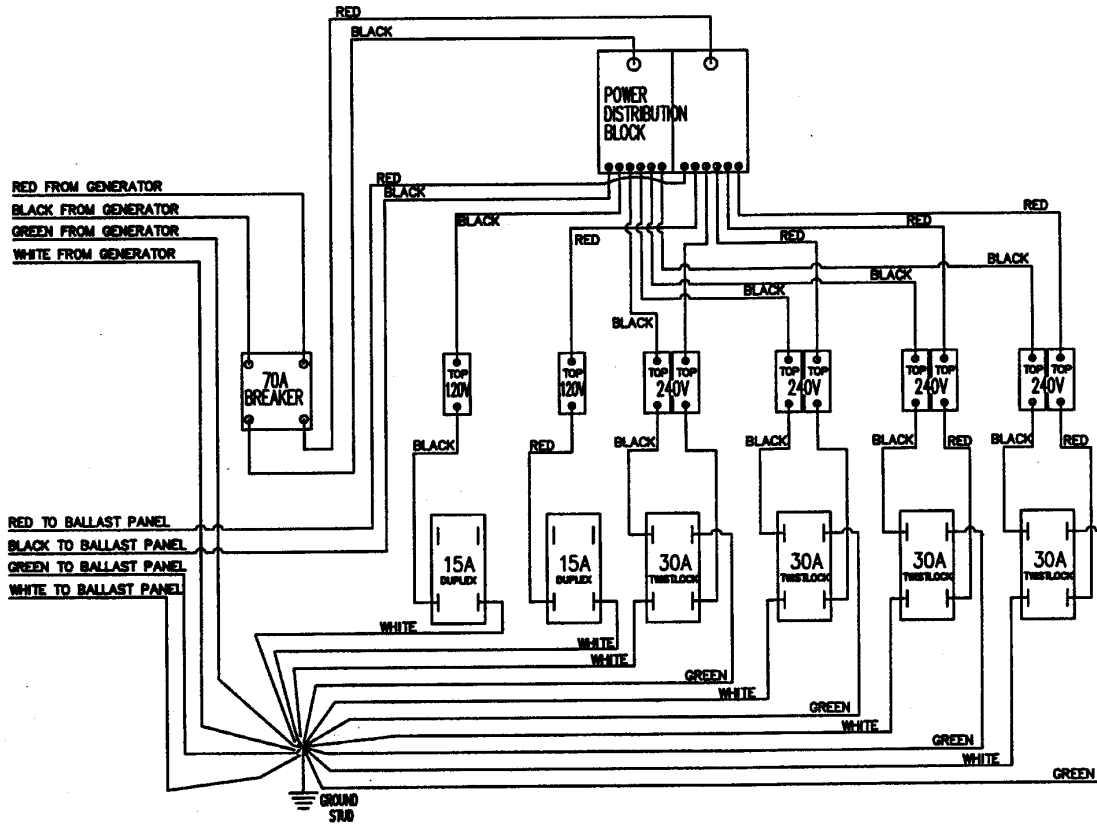 RED
BLACK
POWER
DISTRIBUTION
BLOCK
RED
BLACK
RED FROM GENERATOR
BLACK FROM GENERATOR
GREEN FROM GENERATOR
WHITE FROM GENERATOR
BLACK
RED
RED
RED
RED
BLACK
BLACK
BLACK
BLACK
70A
BREAKER
TOP
120V
TOP
120V
TOP TOP
240V
TOP TOP
240V
TOP TOP
240V
TOP TOP
240V
BLACK
RED
BLACK
BLACK
BLACK
RED
BLACK
RED
RED TO BALLAST PANEL
BLACK TO BALLAST PANEL
GREEN TO BALLAST PANEL
WHITE TO BALLAST PANEL
15A
DUPLEX
15A
DUPLEX
30A
TWISTLOCK
30A
TWISTLOCK
30A
TWISTLOCK
30A
TWISTLOCK
WHITE
WHITE
WHITE
GREEN
WHITE
GREEN
WHITE
GREEN
WHITE
GREEN
GROUND
STUD